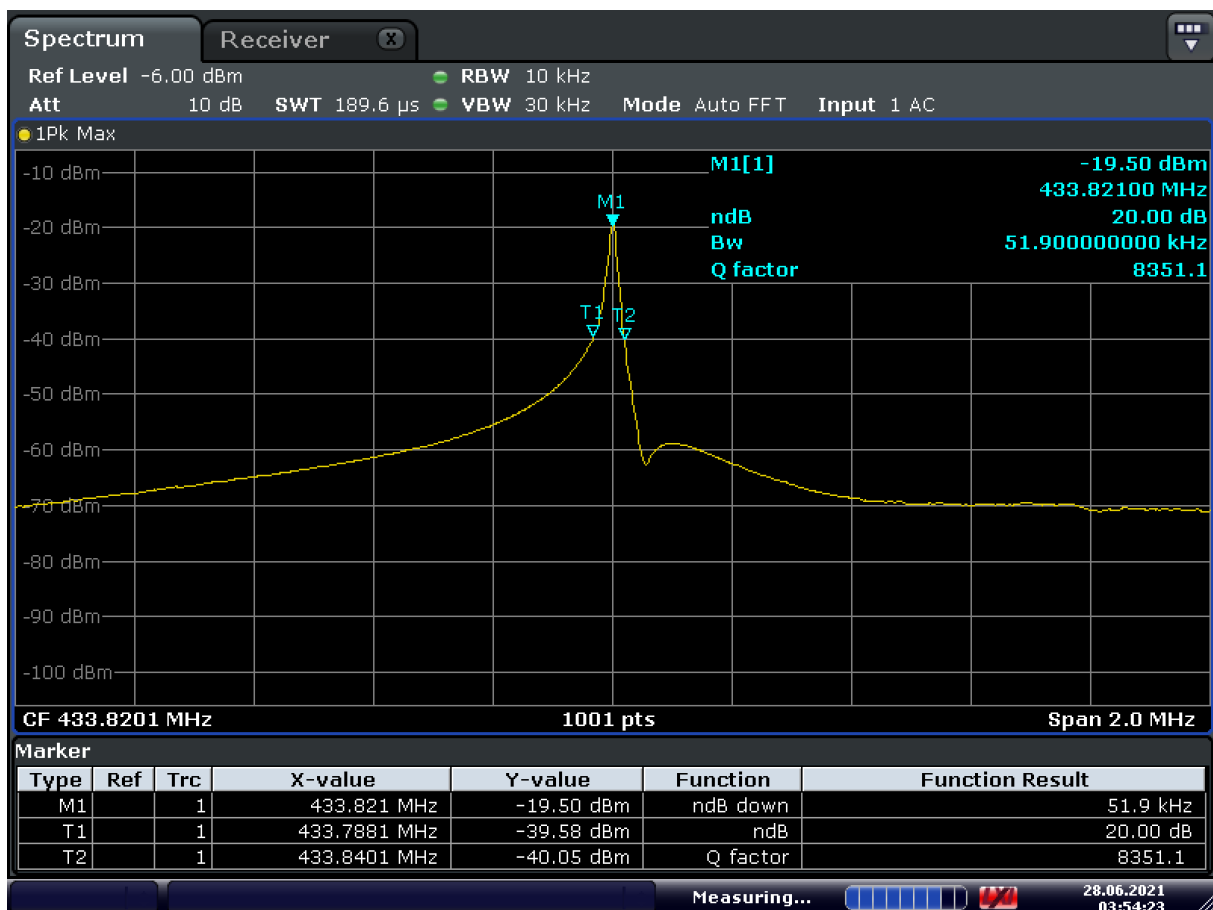 Spectrum Receiver X
Ref Level -6.00 dBm RBW 10 kHz
Att 10 dB SWT 189.6 µs VBW 30 kHz Mode Auto FFT Input 1 AC
1Pk Max
M1[1] -19.50 dBm
433.82100 MHz
ndB 20.00 dB
Bw 51.900000000 kHz
Q factor 8351.1
-10 dBm
M1
-20 dBm
-30 dBm
T1 T2
-40 dBm
-50 dBm
-60 dBm
-70 dBm
-80 dBm
-90 dBm
-100 dBm
CF 433.8201 MHz 1001 pts Span 2.0 MHz
Marker
Type Ref Trc X-value Y-value Function Function Result
M1 1 433.821 MHz -19.50 dBm ndB down 51.9 kHz
T1 1 433.7881 MHz -39.58 dBm ndB 20.00 dB
T2 1 433.8401 MHz -40.05 dBm Q factor 8351.1
Measuring... 28.06.2021
03:54:23